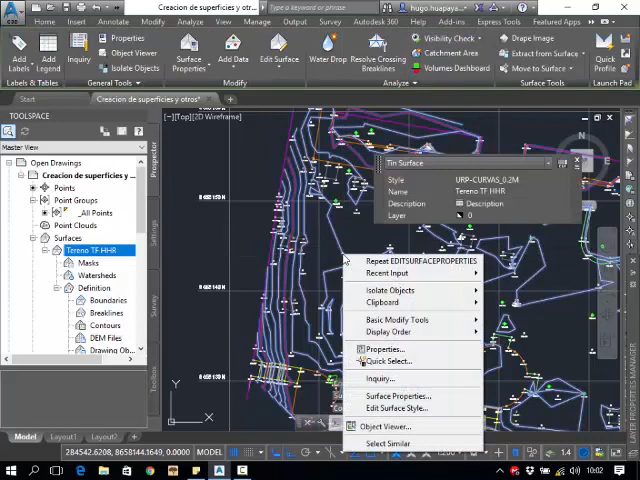 Creacion de superficies y otr...
Type a keyword or phrase
hugo.huapaya...
Home Insert Annotate Modify Analyze View Manage Output Survey Autodesk 360 Help Add-ins Express Tools
Add Labels
Add Legend
Inquiry
Properties
Object Viewer
Isolate Objects
Surface Properties
Add Data
Edit Surface
Water Drop
Resolve Crossing Breaklines
Visibility Check
Catchment Area
Volumes Dashboard
Drape Image
Extract from Surface
Move to Surface
Quick Profile
Labels & Tables
General Tools
Modify
Analyze
Surface Tools
Launch Pad
Start
Creacion de superficies y otros*
TOOLSPACE
Master View
Open Drawings
Creacion de superficies y
Points
Point Groups
_All Points
Point Clouds
Surfaces
Tereno TF HHR
Masks
Watersheds
Definition
Boundaries
Breaklines
Contours
DEM Files
Drawing Ob
Prospector
Settings
Survey
Toolbox
[−][Top][2D Wireframe]
N
Tin Surface
Style URP-CURVAS_0.2M
Name Tereno TF HHR
Description Description
Layer 0
Repeat EDITSURFACEPROPERTIES
Recent Input
Isolate Objects
Clipboard
Basic Modify Tools
Display Order
Properties...
Quick Select...
Inquiry...
Surface Properties...
Edit Surface Style...
Object Viewer...
Select Similar
Y
X
PROPERTY MANAGER
Model Layout1 Layout2
284542.6108, 8658144.1649, 0.0000 MODEL
1.4
ESP 10:02